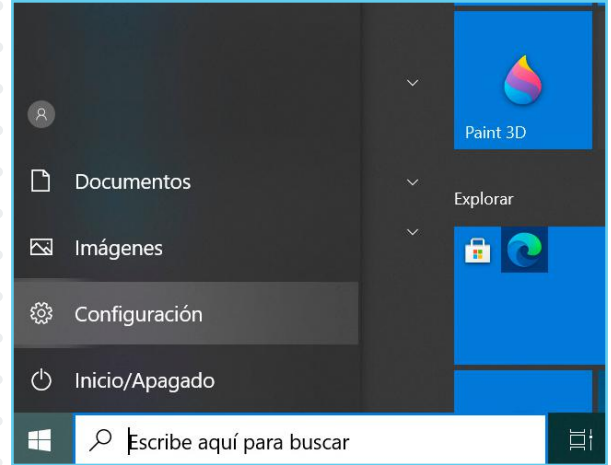 Paint 3D
Documentos
Explorar
Imágenes
Configuración
Inicio/Apagado
Escribe aquí para buscar